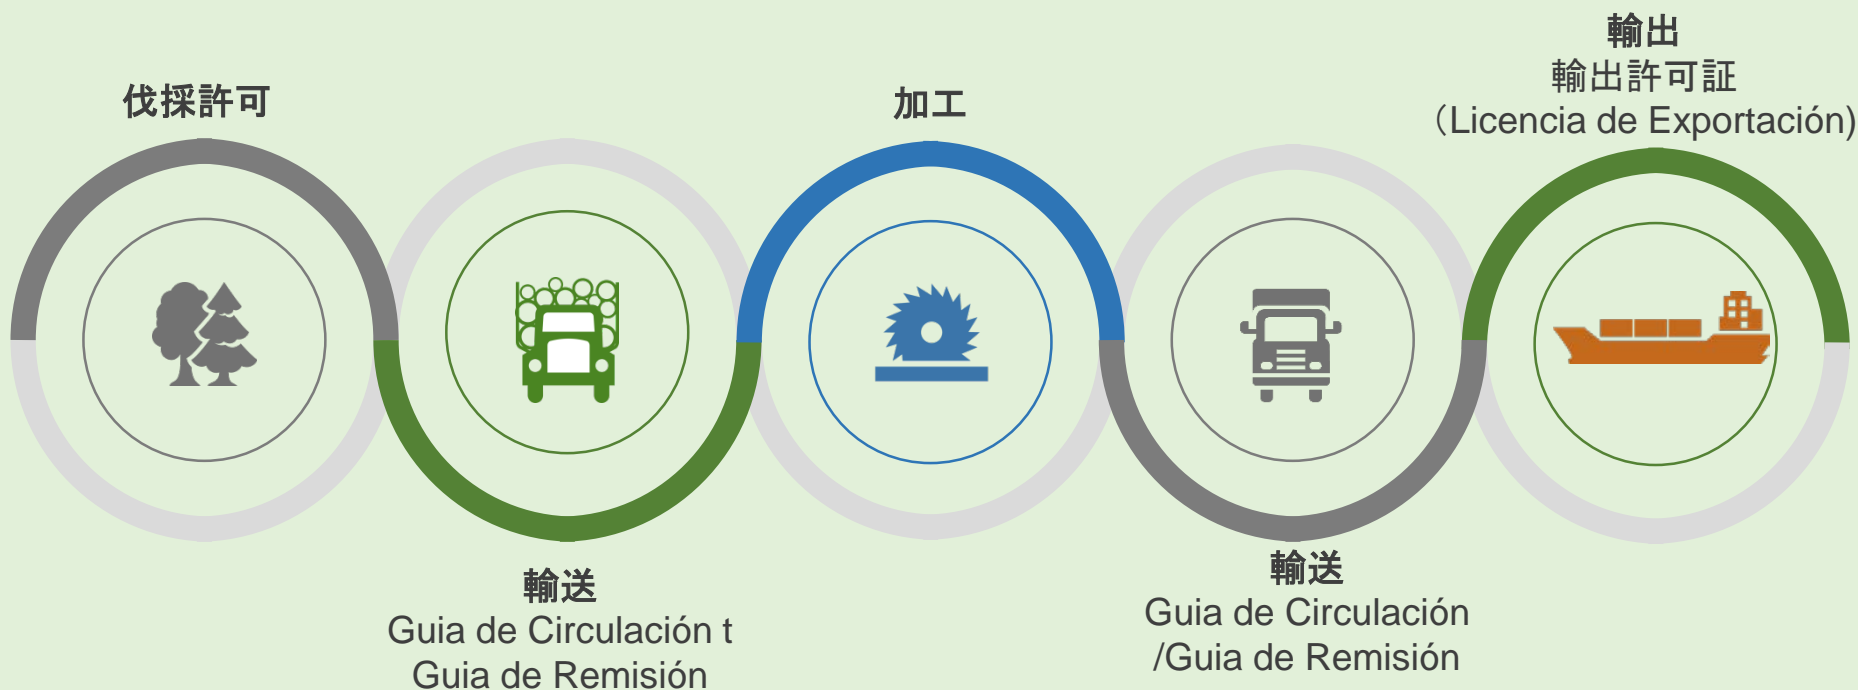 伐採許可
輸送
Guia de Circulación t
Guia de Remisión
加工
輸送
Guia de Circulación
/Guia de Remisión
輸出
輸出許可証
（Licencia de Exportación)